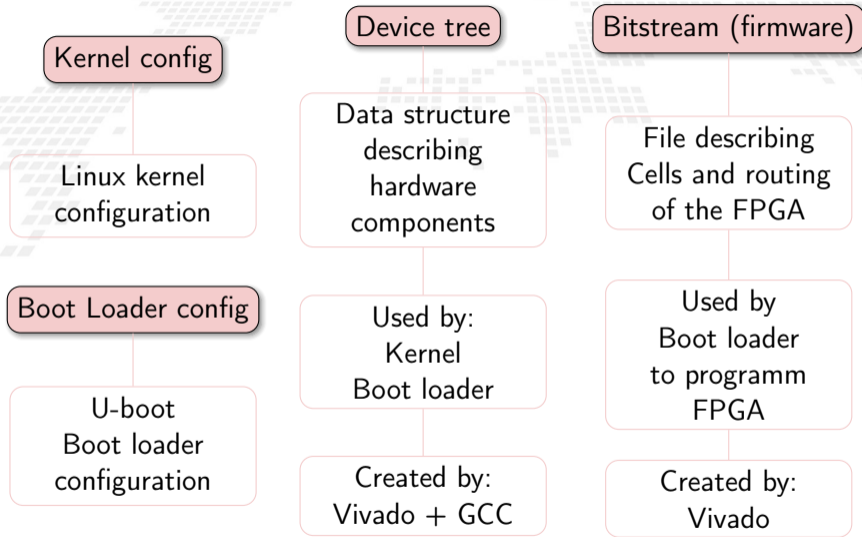 Kernel config
Linux kernel
configuration
Boot Loader config
U-boot
Boot loader
configuration
Device tree
Data structure
describing
hardware
components
Used by:
Kernel
Boot loader
Created by:
Vivado + GCC
Bitstream (firmware)
File describing
Cells and routing
of the FPGA
Used by
Boot loader
to programm
FPGA
Created by:
Vivado